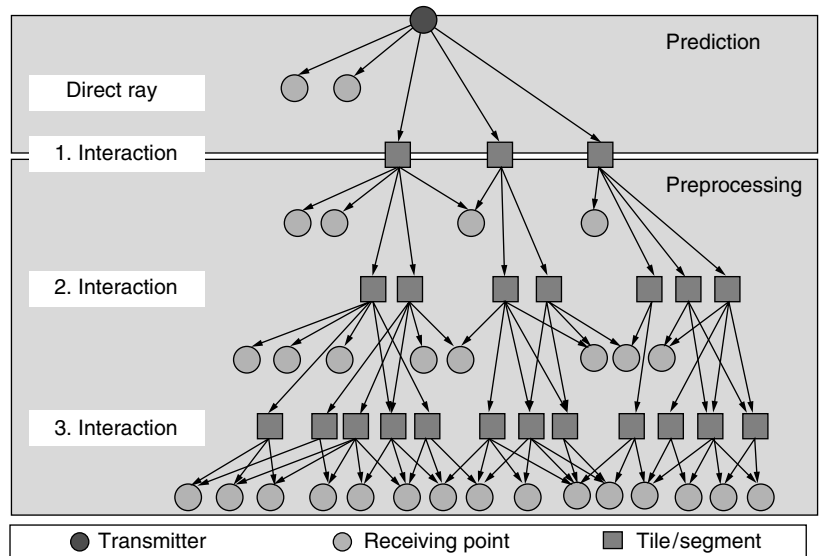 Prediction
Direct ray
1. Interaction
Preprocessing
2. Interaction
3. Interaction
Transmitter
Receiving point
Tile/segment